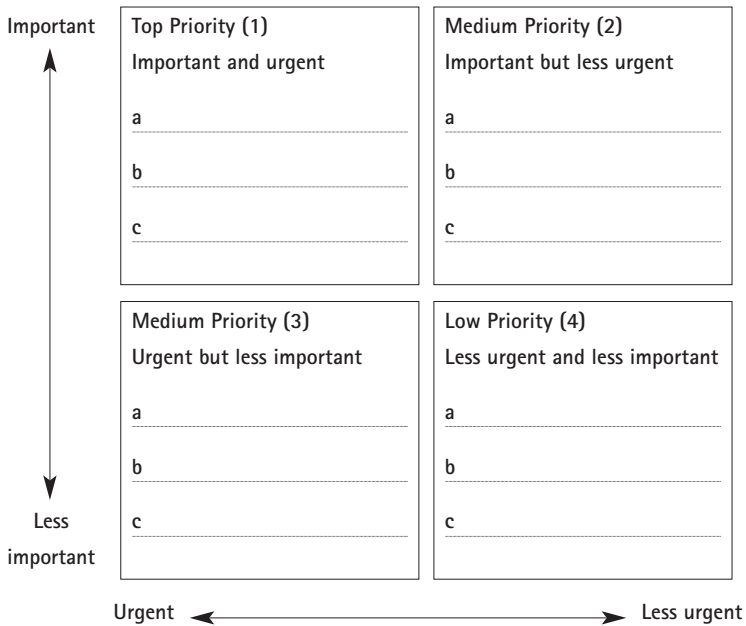 Important
Top Priority (1)
Important and urgent
a
b
c
Medium Priority (2)
Important but less urgent
a
b
c
Medium Priority (3)
Urgent but less important
a
b
c
Low Priority (4)
Less urgent and less important
a
b
c
Less
important
Urgent
Less urgent